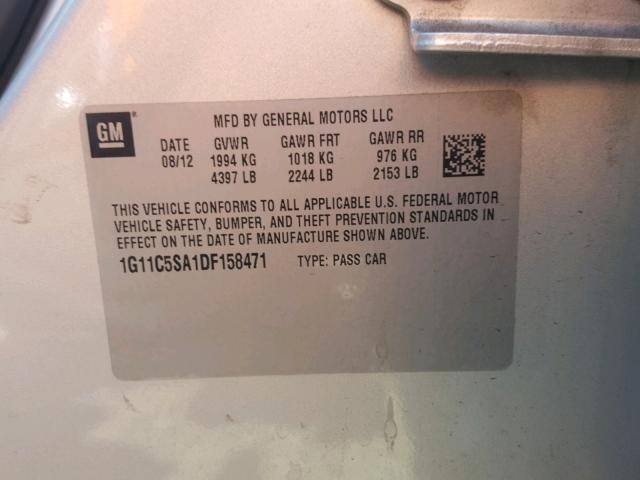 GM
MFD BY GENERAL MOTORS LLC
DATE GVWR GAWR FRT GAWR RR
08/12 1994 KG 1018 KG 976 KG
4397 LB 2244 LB 2153 LB
THIS VEHICLE CONFORMS TO ALL APPLICABLE U.S. FEDERAL MOTOR
VEHICLE SAFETY, BUMPER, AND THEFT PREVENTION STANDARDS IN
EFFECT ON THE DATE OF MANUFACTURE SHOWN ABOVE.
1G11C5SA1DF158471 TYPE: PASS CAR